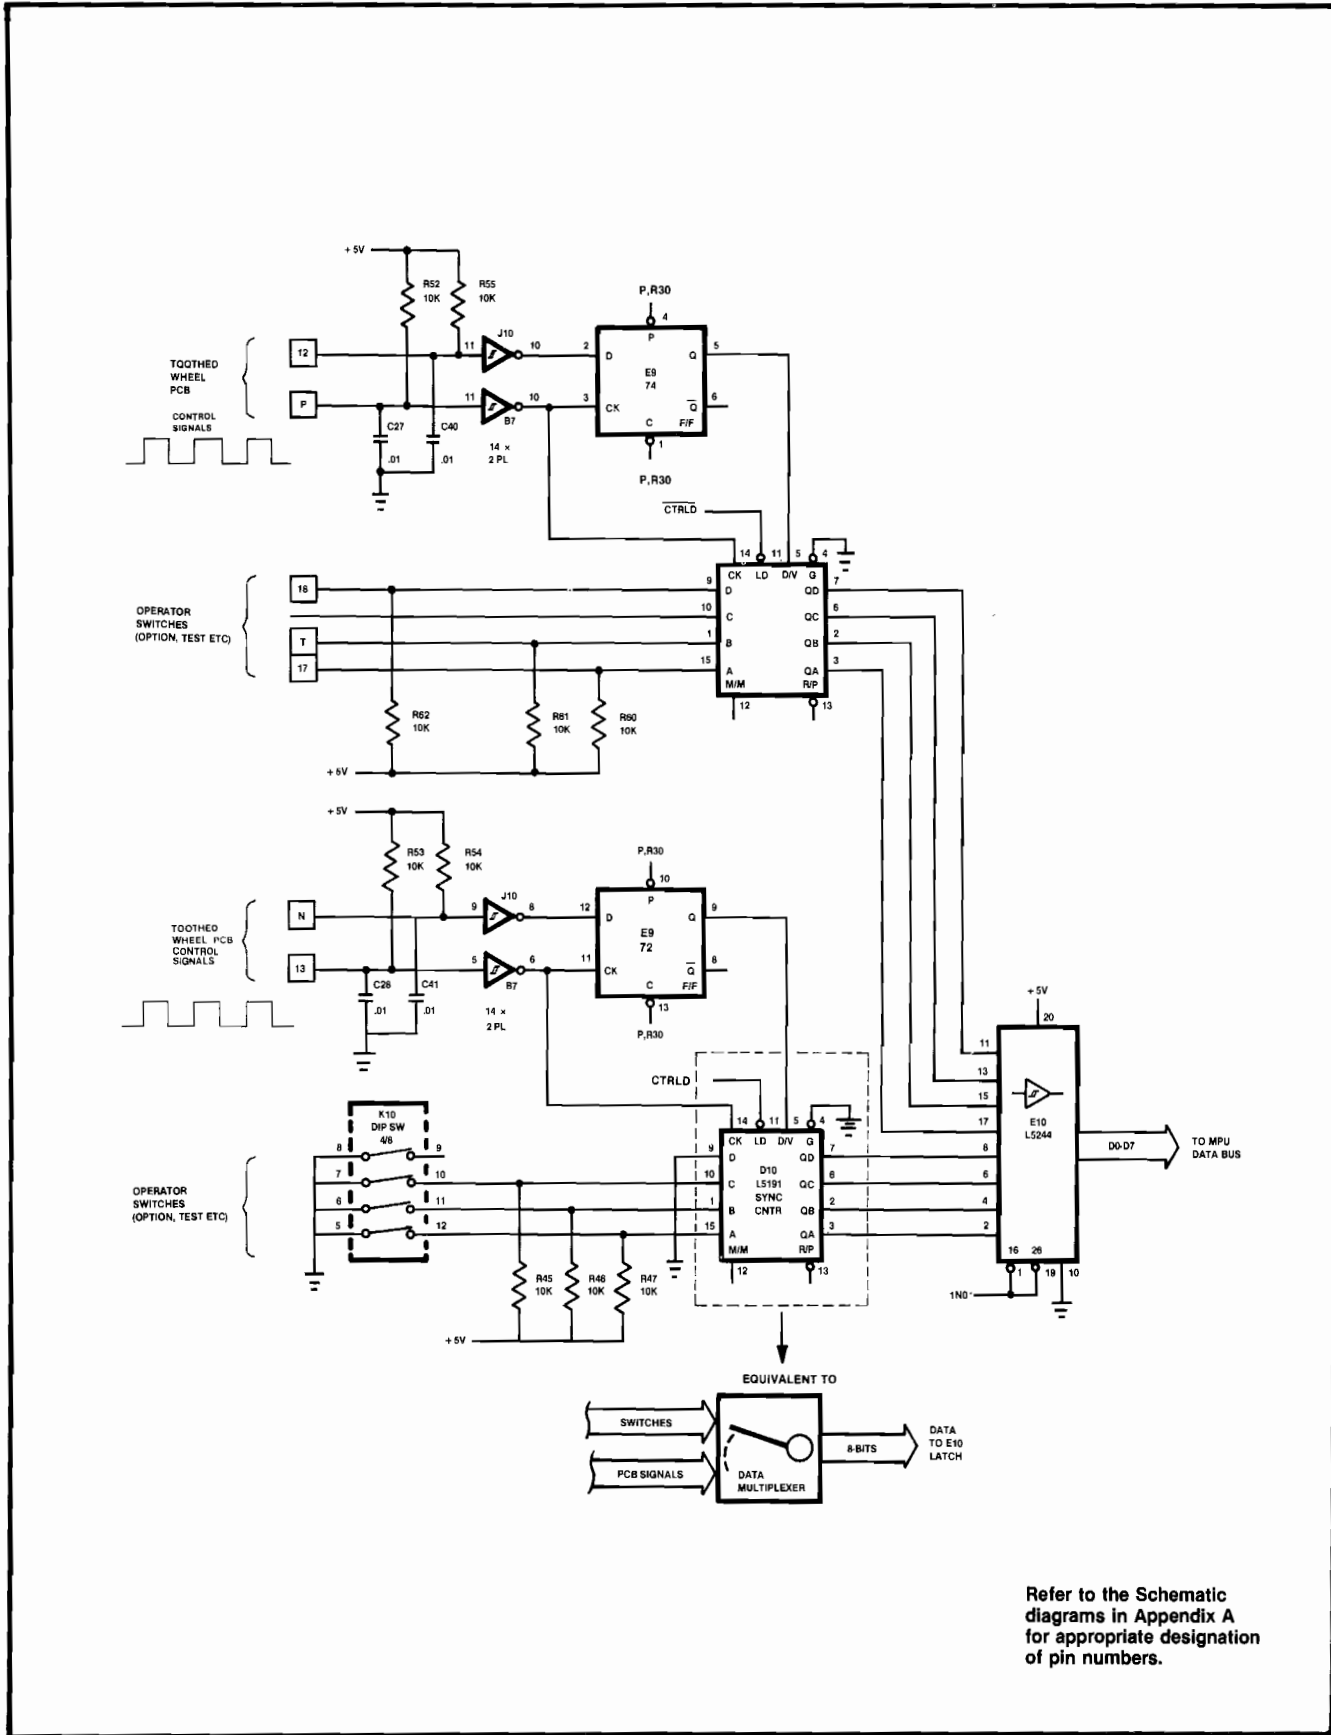 +5V
R52
10K
R55
10K
P,R30
4
J10
12
11
10
2
D
P
Q
5
TOOTHED
WHEEL
PCB
E9
74
P
11
10
3
CK
Q
6
B7
C
F/F
CONTROL
SIGNALS
C27
.01
C40
.01
14 x
2 PL
1
P,R30
CTRLD
14
11
5
4
CK
LD
D/V
G
OPERATOR
SWITCHES
(OPTION, TEST ETC)
18
9
D
QD
7
10
C
QC
6
T
1
B
QB
2
17
15
A
QA
3
M/M
R/P
12
13
R62
10K
R61
10K
R60
10K
+5V
+5V
R53
10K
R54
10K
P,R30
10
J10
N
9
8
12
D
P
Q
9
TOOTHED
WHEEL PCB
CONTROL
SIGNALS
E9
72
13
5
6
11
CK
Q
8
B7
C
F/F
C28
.01
C41
.01
14 x
2 PL
13
P,R30
+5V
20
11
13
15
17
8
6
4
2
E10
L5244
16
26
1
19
10
1N0
D0-D7
TO MPU
DATA BUS
CTRLD
14
11
5
4
CK
LD
D/V
G
K10
DIP SW
4/8
8
9
7
10
6
11
5
12
OPERATOR
SWITCHES
(OPTION, TEST ETC)
9
D
QD
7
10
C
QC
6
1
B
QB
2
15
A
QA
3
D10
L5191
SYNC
CNTR
M/M
R/P
12
13
R45
10K
R46
10K
R47
10K
+5V
EQUIVALENT TO
SWITCHES
PCB SIGNALS
DATA
MULTIPLEXER
8-BITS
DATA
TO E10
LATCH
Refer to the Schematic
diagrams in Appendix A
for appropriate designation
of pin numbers.